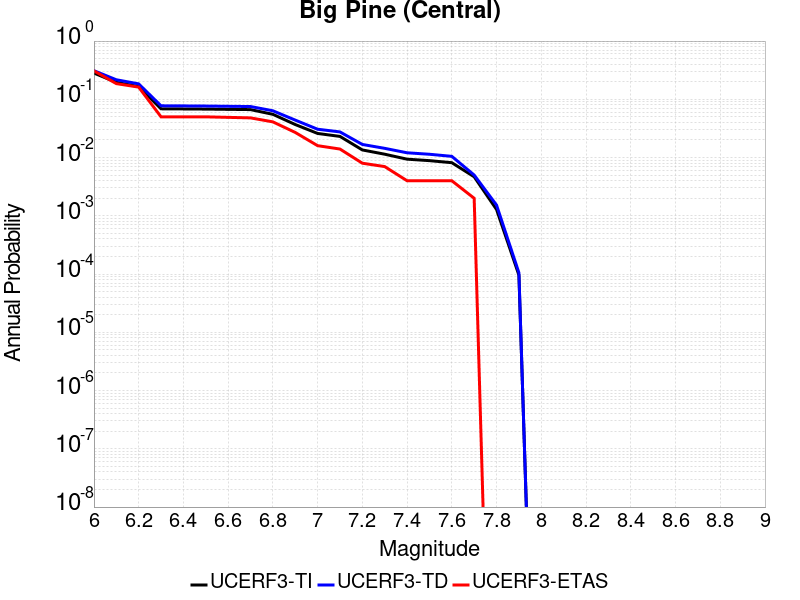 Big Pine (Central)
10^0
10^-1
10^-2
10^-3
10^-4
10^-5
10^-6
10^-7
10^-8
Annual Probability
6 6.2 6.4 6.6 6.8 7 7.2 7.4 7.6 7.8 8 8.2 8.4 8.6 8.8 9
Magnitude
UCERF3-TI UCERF3-TD UCERF3-ETAS